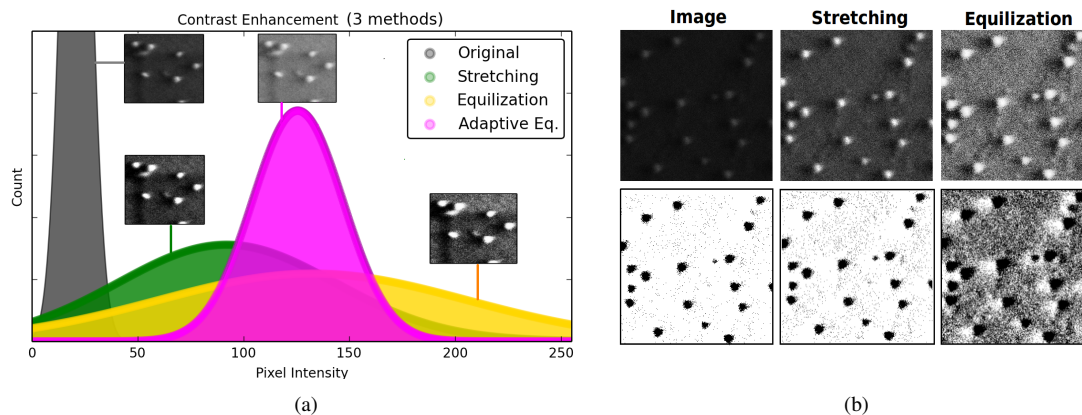 Contrast Enhancement (3 methods)
Original
Stretching
Equilization
Adaptive Eq.
Count
0 50 100 150 200 250
Pixel Intensity
(a)
Image Stretching Equilization
(b)